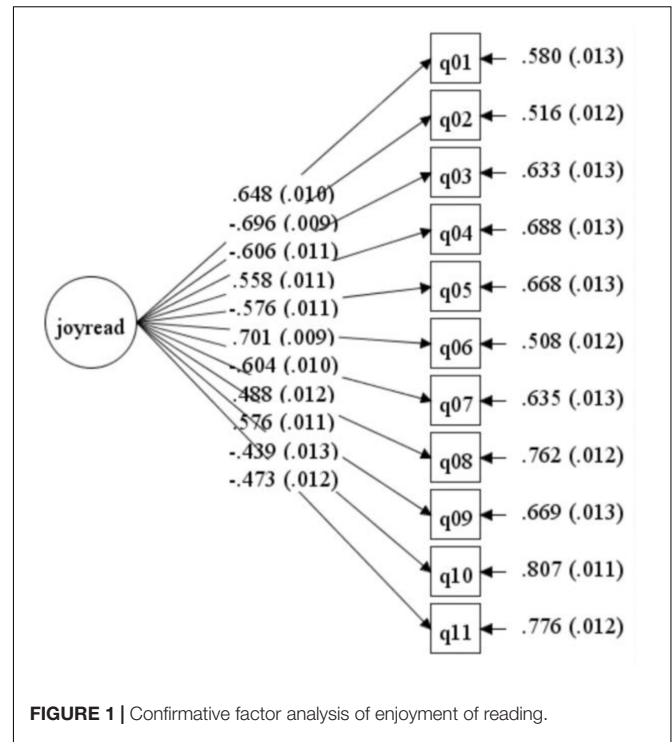 q01 .580 (.013)
q02 .516 (.012)
q03 .633 (.013)
.648 (.010)
-.696 (.009)
q04 .688 (.013)
-.606 (.011)
.558 (.011)
q05 .668 (.013)
-.576 (.011)
joyread
.701 (.009)
q06 .508 (.012)
-.604 (.010)
.488 (.012)
q07 .635 (.013)
.576 (.011)
-.439 (.013)
q08 .762 (.012)
-.473 (.012)
q09 .669 (.013)
q10 .807 (.011)
q11 .776 (.012)
FIGURE 1 | Confirmative factor analysis of enjoyment of reading.